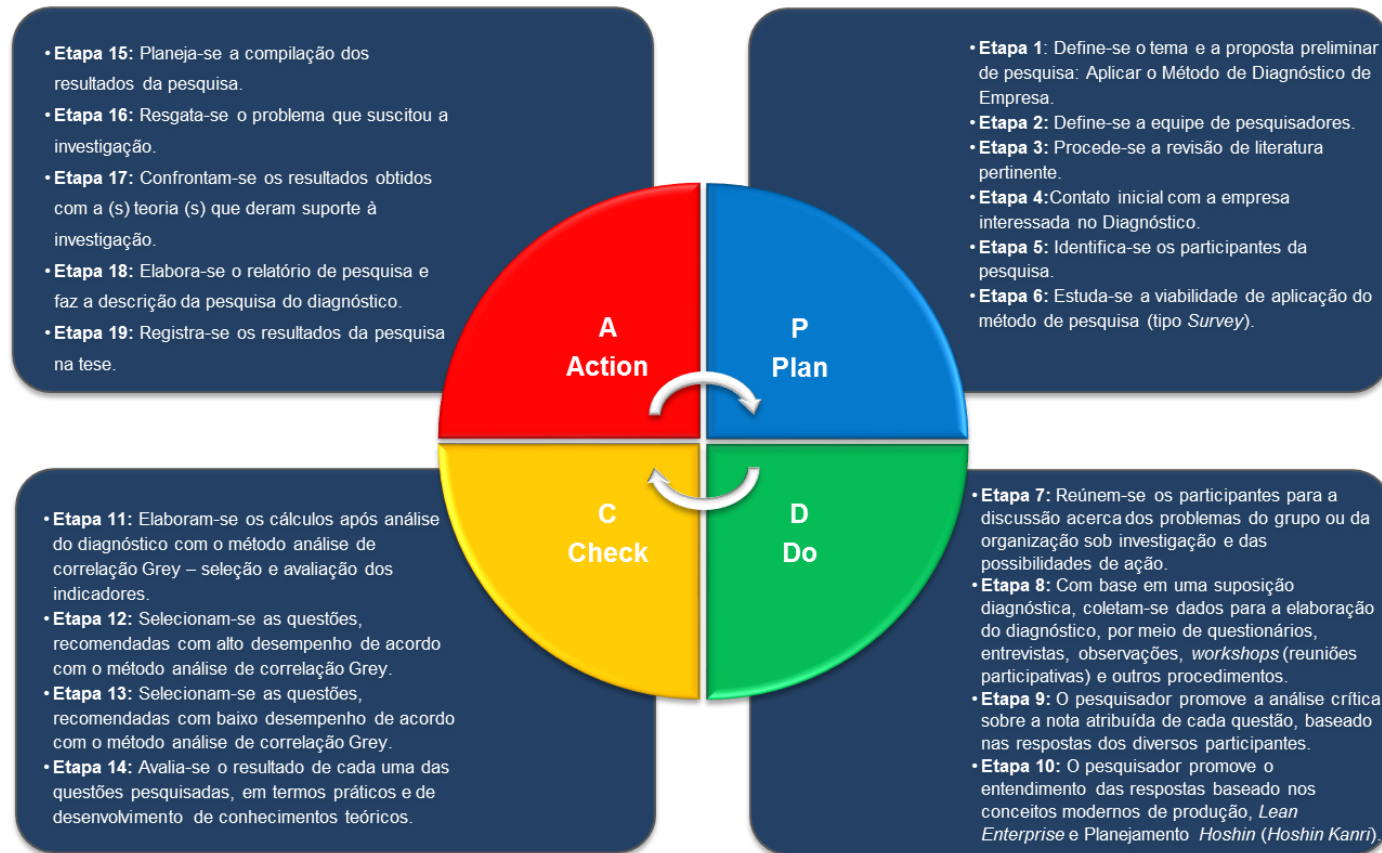 • Etapa 15: Planeja-se a compilação dos
resultados da pesquisa.
• Etapa 16: Resgata-se o problema que suscitou a
investigação.
• Etapa 17: Confrontam-se os resultados obtidos
com a (s) teoria (s) que deram suporte à
investigação.
• Etapa 18: Elabora-se o relatório de pesquisa e
faz a descrição da pesquisa do diagnóstico.
• Etapa 19: Registra-se os resultados da pesquisa
na tese.
• Etapa 1: Define-se o tema e a proposta preliminar
de pesquisa: Aplicar o Método de Diagnóstico de
Empresa.
• Etapa 2: Define-se a equipe de pesquisadores.
• Etapa 3: Procede-se a revisão de literatura
pertinente.
• Etapa 4:Contato inicial com a empresa
interessada no Diagnóstico.
• Etapa 5: Identifica-se os participantes da
pesquisa.
• Etapa 6: Estuda-se a viabilidade de aplicação do
método de pesquisa (tipo Survey).
A
Action
P
Plan
C
Check
D
Do
• Etapa 11: Elaboram-se os cálculos após análise
do diagnóstico com o método análise de
correlação Grey – seleção e avaliação dos
indicadores.
• Etapa 12: Selecionam-se as questões,
recomendadas com alto desempenho de acordo
com o método análise de correlação Grey.
• Etapa 13: Selecionam-se as questões,
recomendadas com baixo desempenho de acordo
com o método análise de correlação Grey.
• Etapa 14: Avalia-se o resultado de cada uma das
questões pesquisadas, em termos práticos e de
desenvolvimento de conhecimentos teóricos.
• Etapa 7: Reúnem-se os participantes para a
discussão acerca dos problemas do grupo ou da
organização sob investigação e das
possibilidades de ação.
• Etapa 8: Com base em uma suposição
diagnóstica, coletam-se dados para a elaboração
do diagnóstico, por meio de questionários,
entrevistas, observações, workshops (reuniões
participativas) e outros procedimentos.
• Etapa 9: O pesquisador promove a análise crítica
sobre a nota atribuída de cada questão, baseado
nas respostas dos diversos participantes.
• Etapa 10: O pesquisador promove o
entendimento das respostas baseado nos
conceitos modernos de produção, Lean
Enterprise e Planejamento Hoshin (Hoshin Kanri).